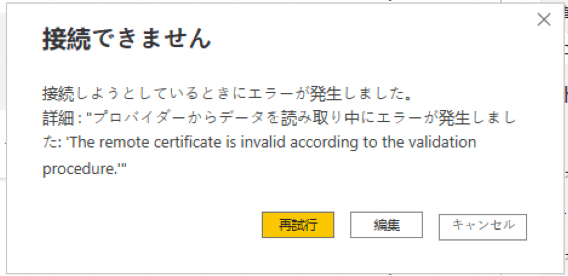 接続できません
接続しようとしているときにエラーが発生しました。
詳細: "プロバイダーからデータを読み取り中にエラーが発生しまし
た: 'The remote certificate is invalid according to the validation
procedure.'"
再試行
編集
キャンセル